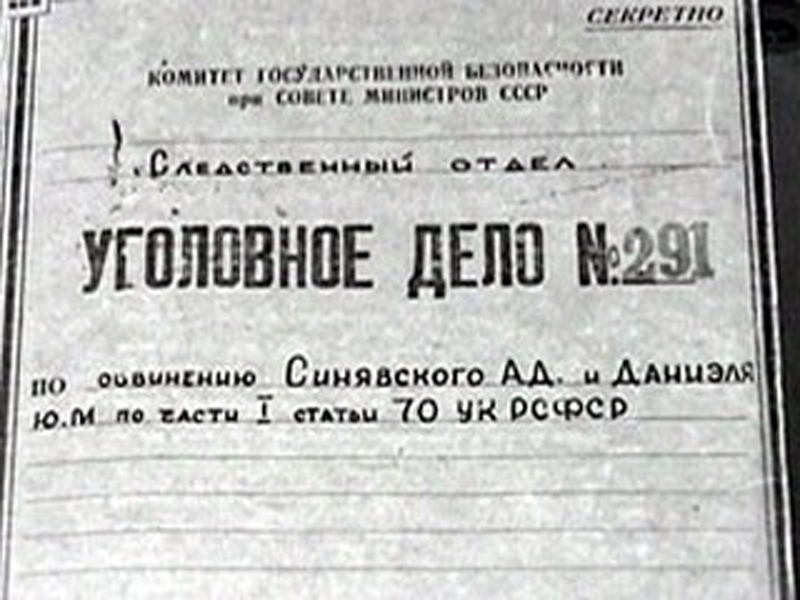 СЕКРЕТНО
КОМИТЕТ ГОСУДАРСТВЕННОЙ БЕЗОПАСНОСТИ
при СОВЕТЕ МИНИСТРОВ СССР
Следственный отдел
УГОЛОВНОЕ ДЕЛО №291
по обвинению Синявского А.Д. и Даниэля
Ю.М по части I статьи 70 УК РСФСР